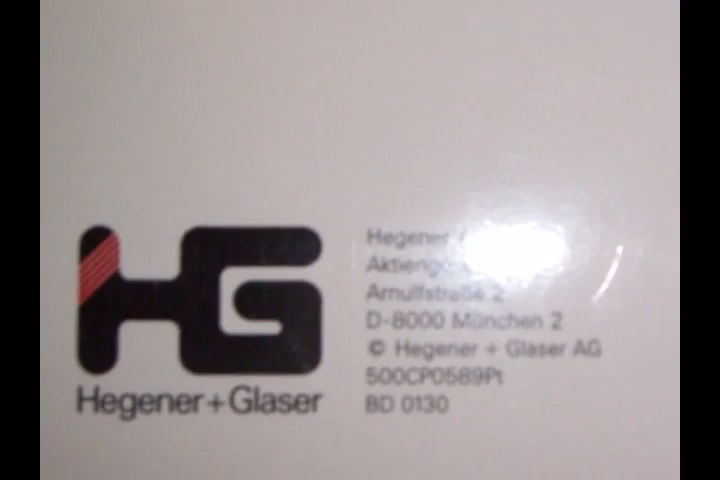 HG
Hegener+Glaser
Hegener
Arnulfstraße 2
D-8000 München 2
© Hegener + Glaser AG
500CP0589Pt
BD 0130